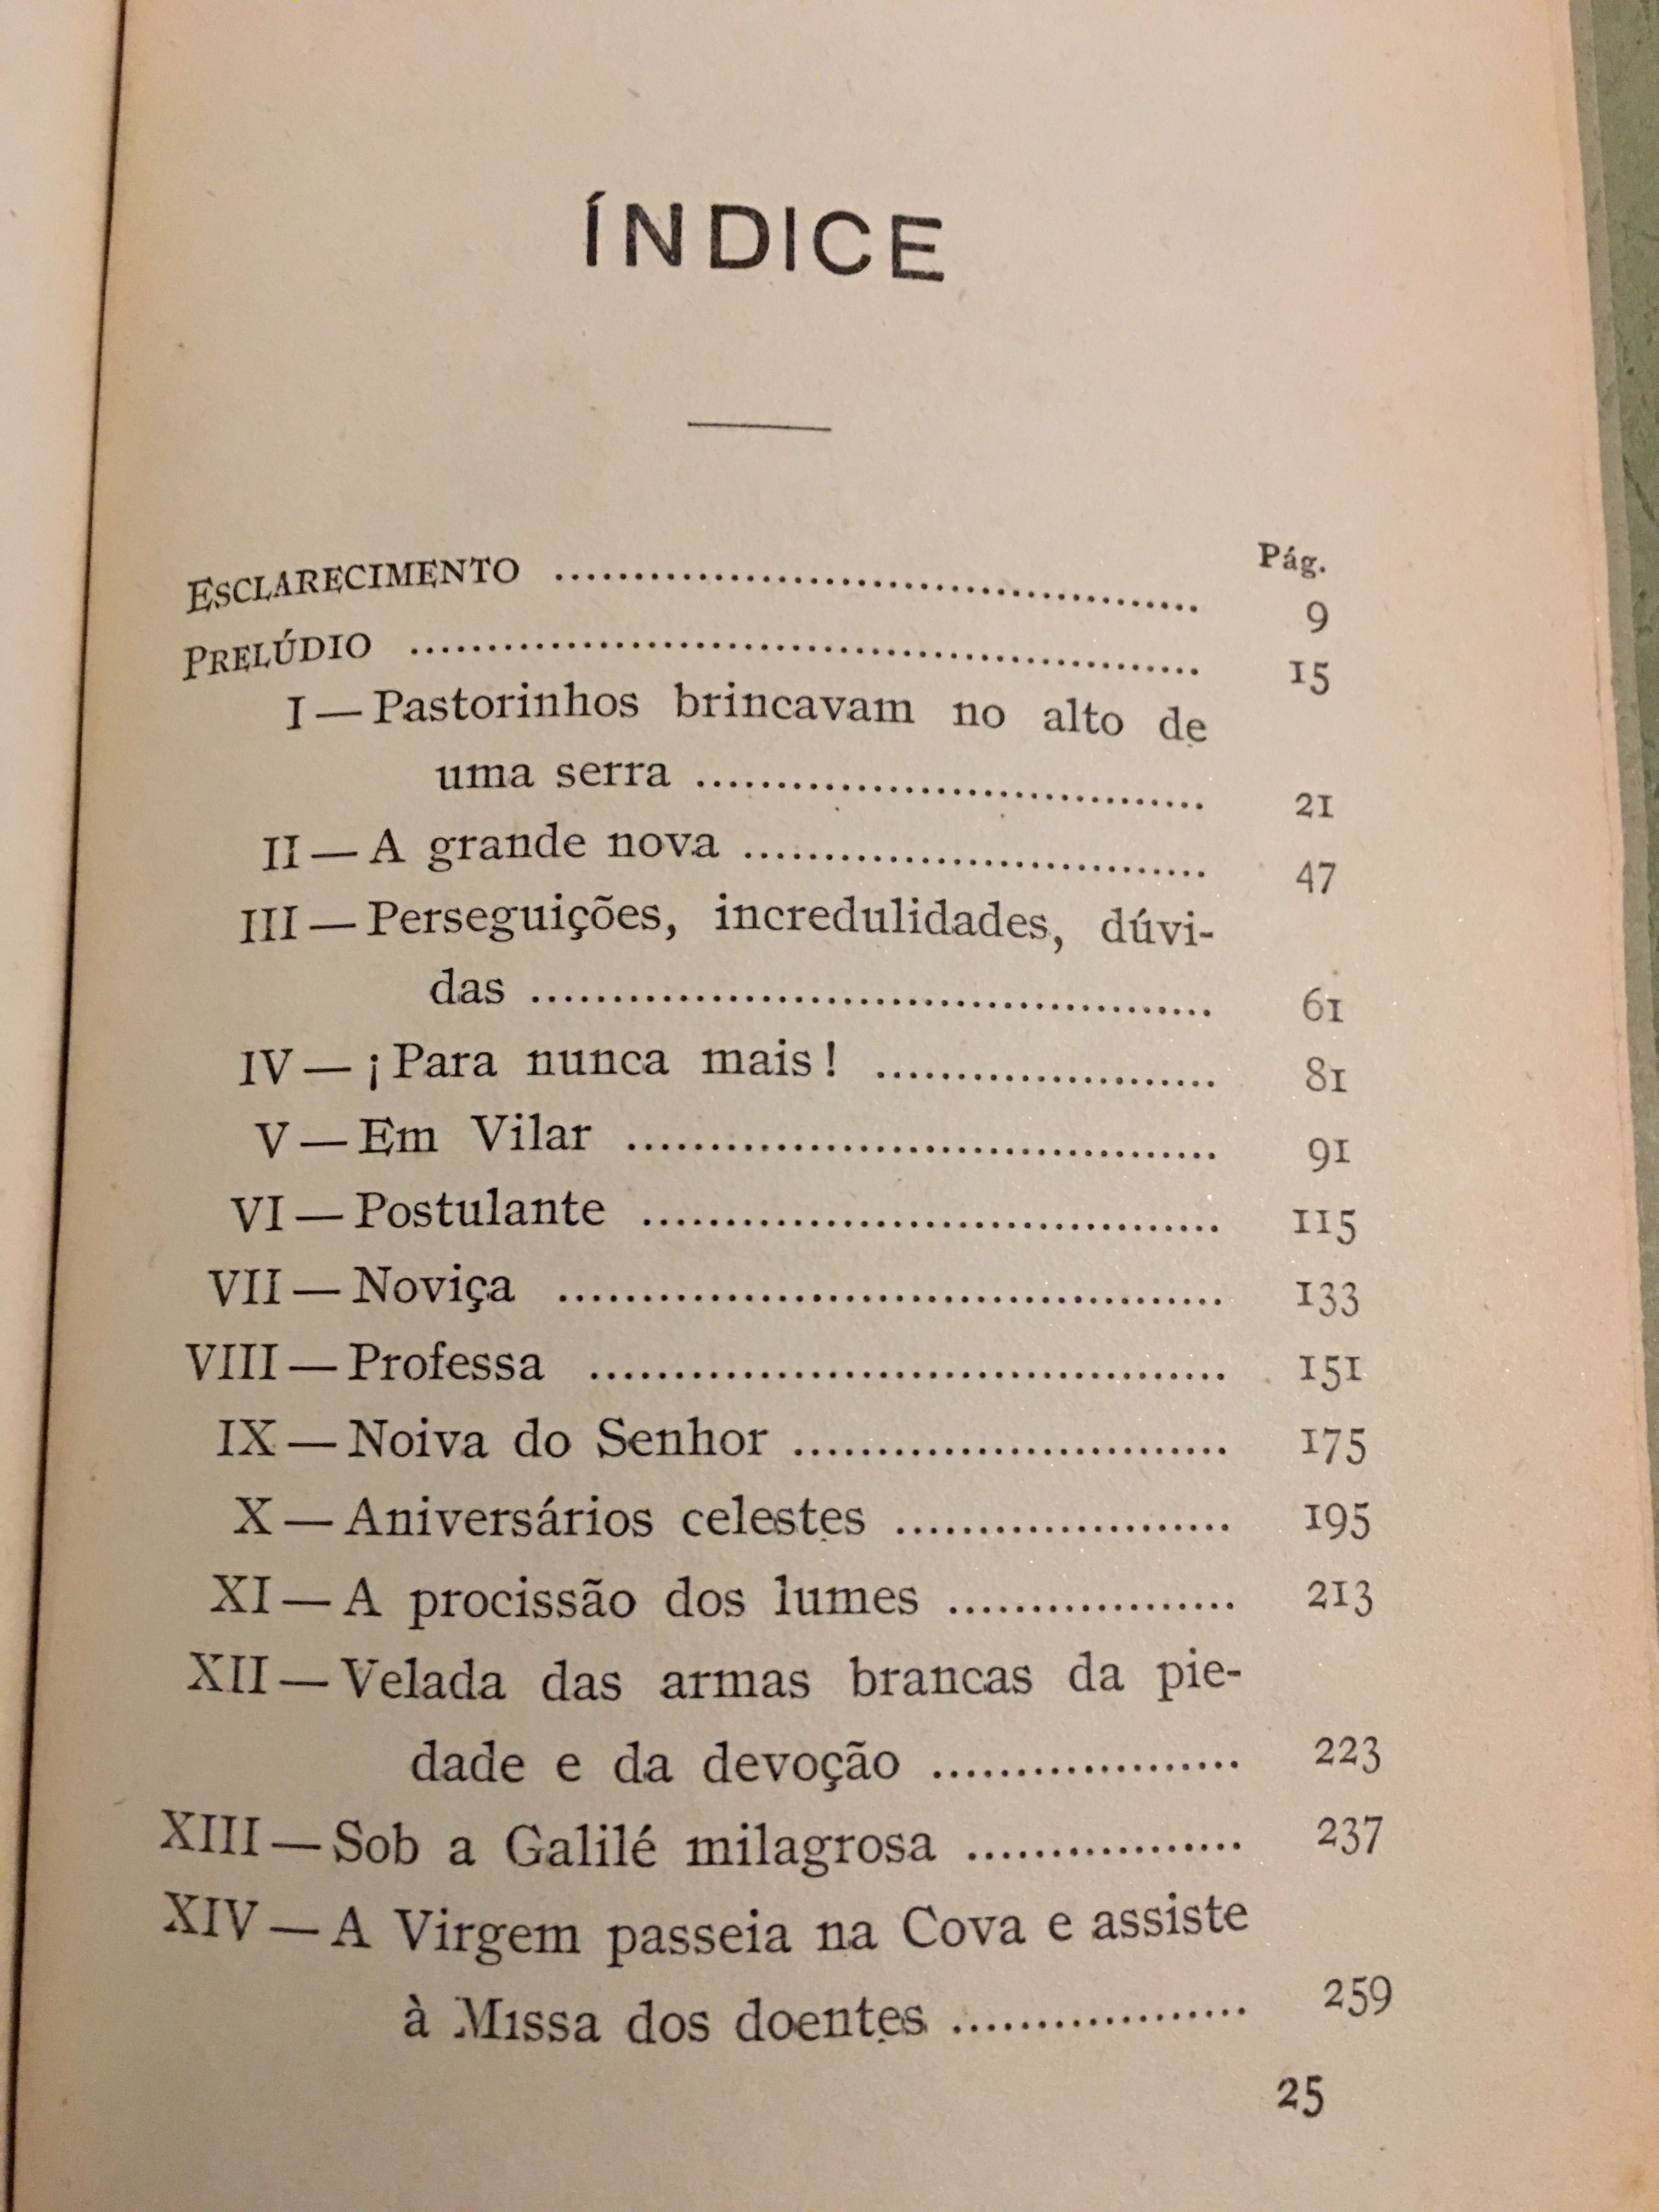 ÍNDICE
Pág.
ESCLARECIMENTO .......................................... 9
PRELÚDIO .................................................. 15
I — Pastorinhos brincavam no alto de
uma serra ................................. 21
II — A grande nova .............................. 47
III — Perseguições, incredulidades, dúvi-
das ............................................ 61
IV — ¡Para nunca mais! ...................... 81
V — Em Vilar ...................................... 91
VI — Postulante ..................................... 115
VII — Noviça .......................................... 133
VIII — Professa ....................................... 151
IX — Noiva do Senhor ........................... 175
X — Aniversários celestes ..................... 195
XI — A procissão dos lumes .................. 213
XII — Velada das armas brancas da pie-
dade e da devoção ................... 223
XIII — Sob a Galilé milagrosa ................. 237
XIV — A Virgem passeia na Cova e assiste
à Missa dos doentes .................. 259
25